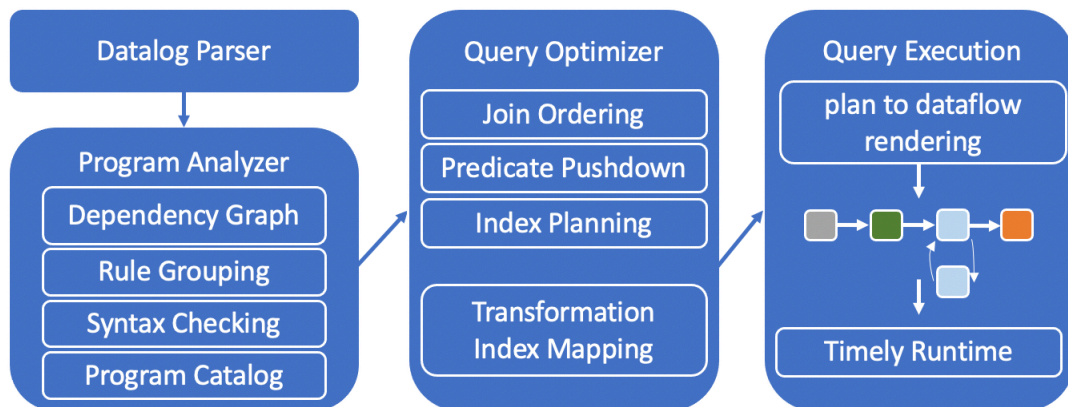 Datalog Parser
Program Analyzer
Dependency Graph
Rule Grouping
Syntax Checking
Program Catalog
Query Optimizer
Join Ordering
Predicate Pushdown
Index Planning
Transformation
Index Mapping
Query Execution
plan to dataflow
rendering
Timely Runtime